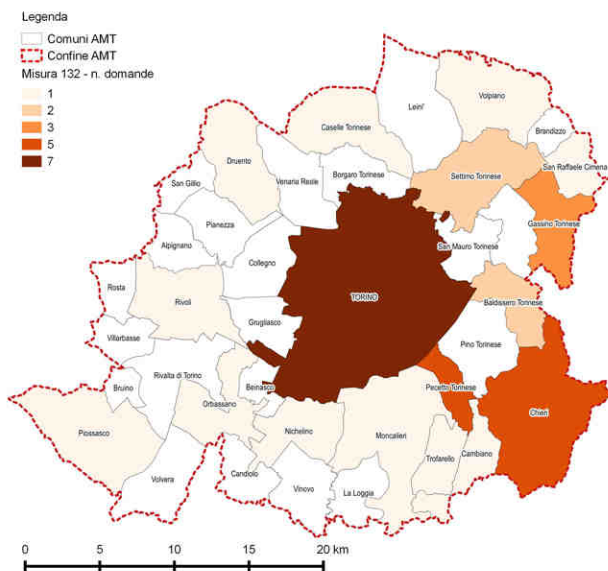 Legenda
Comuni AMT
Confine AMT
Misura 132 - n. domande
1
2
3
5
7
Leini'
Volpiano
Brandizzo
Caselle Torinese
San Raffaele Cimena
Druento
Settimo Torinese
Borgaro Torinese
Venaria Reale
San Gillio
Gassino Torinese
Pianezza
San Mauro Torinese
Alpignano
Collegno
Rosta
TORINO
Rivoli
Baldissero Torinese
Grugliasco
Villarbasse
Pino Torinese
Rivalta di Torino
Bruino
Beinasco
Pecetto Torinese
Orbassano
Chieri
Piossasco
Nichelino
Moncalieri
Trofarello
Cambiano
Candiolo
Volvera
Vinovo
La Loggia
0 5 10 15 20 km